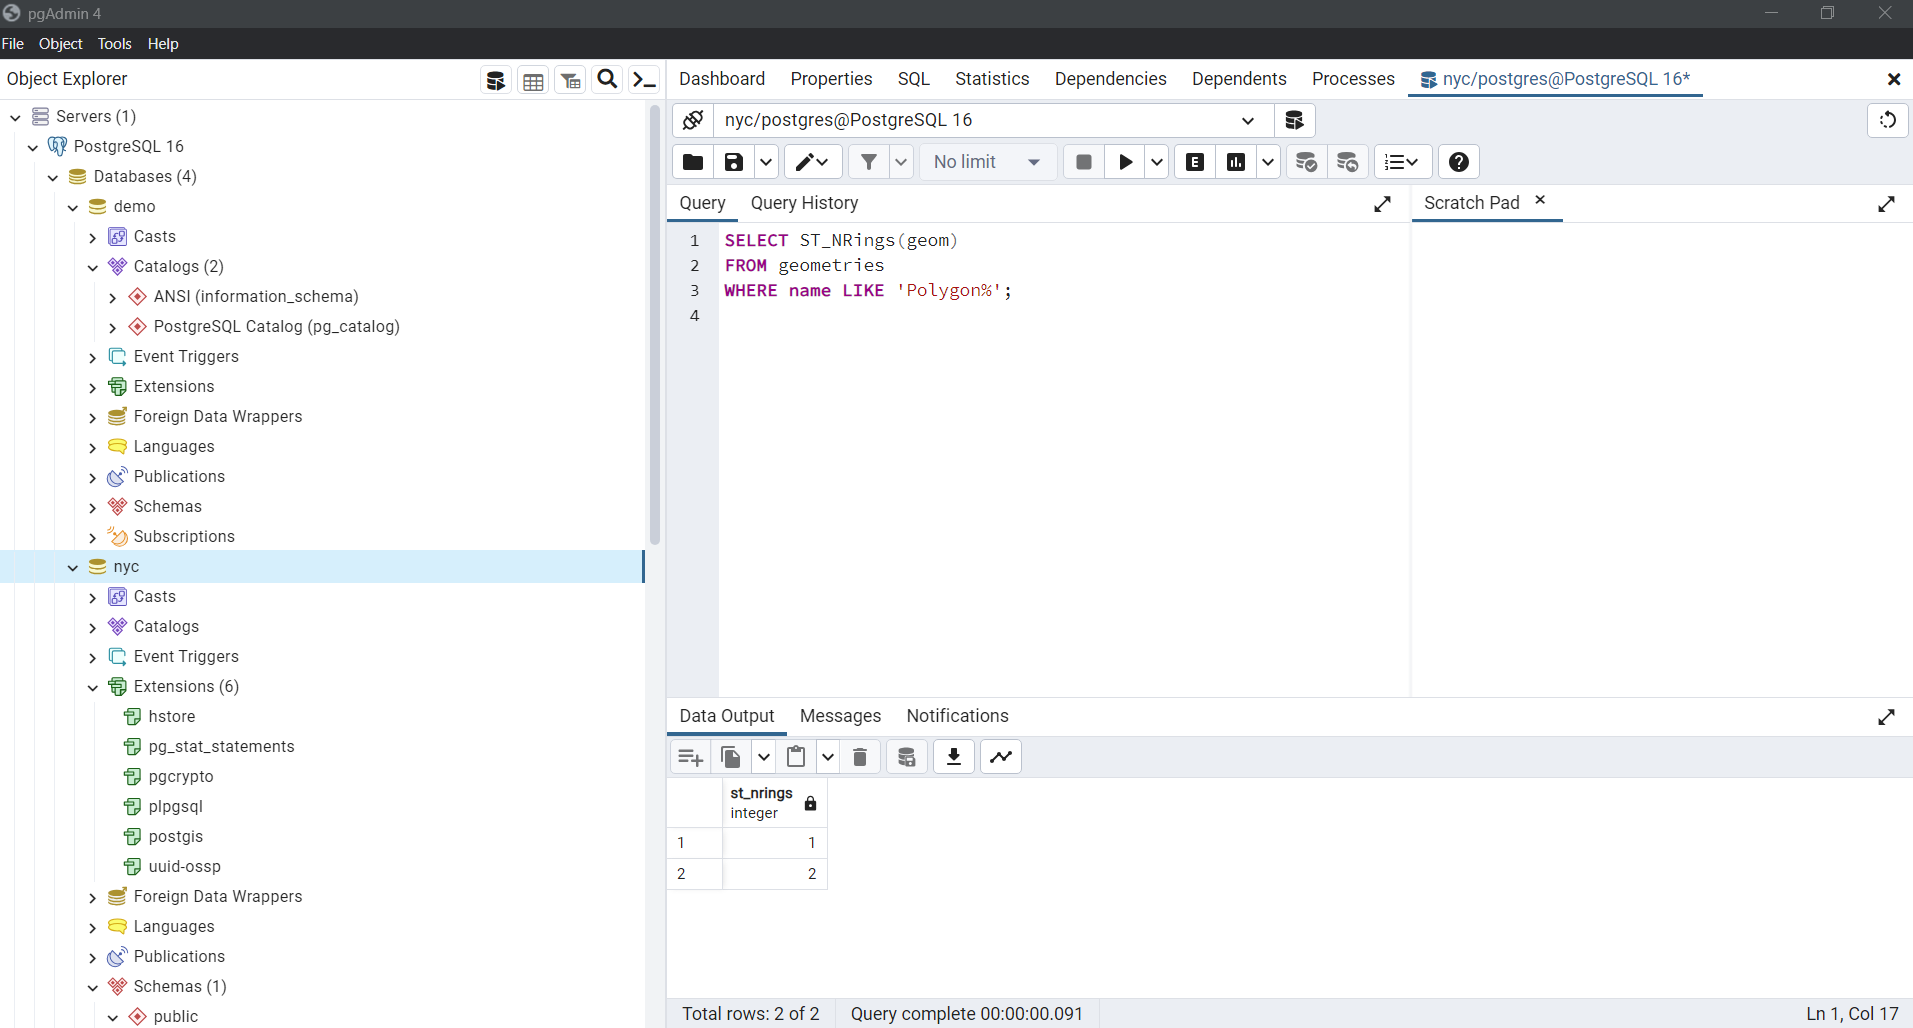 pgAdmin 4
File Object Tools Help
Object Explorer
Servers (1)
PostgreSQL 16
Databases (4)
demo
Casts
Catalogs (2)
ANSI (information_schema)
PostgreSQL Catalog (pg_catalog)
Event Triggers
Extensions
Foreign Data Wrappers
Languages
Publications
Schemas
Subscriptions
nyc
Casts
Catalogs
Event Triggers
Extensions (6)
hstore
pg_stat_statements
pgcrypto
plpgsql
postgis
uuid-ossp
Foreign Data Wrappers
Languages
Publications
Schemas (1)
public
Dashboard Properties SQL Statistics Dependencies Dependents Processes nyc/postgres@PostgreSQL 16*
nyc/postgres@PostgreSQL 16
No limit E
Query Query History Scratch Pad
1 SELECT ST_NRings(geom)
2 FROM geometries
3 WHERE name LIKE 'Polygon%';
4
Data Output Messages Notifications
st_nrings
integer
1 1
2 2
Total rows: 2 of 2 Query complete 00:00:00.091 Ln 1, Col 17